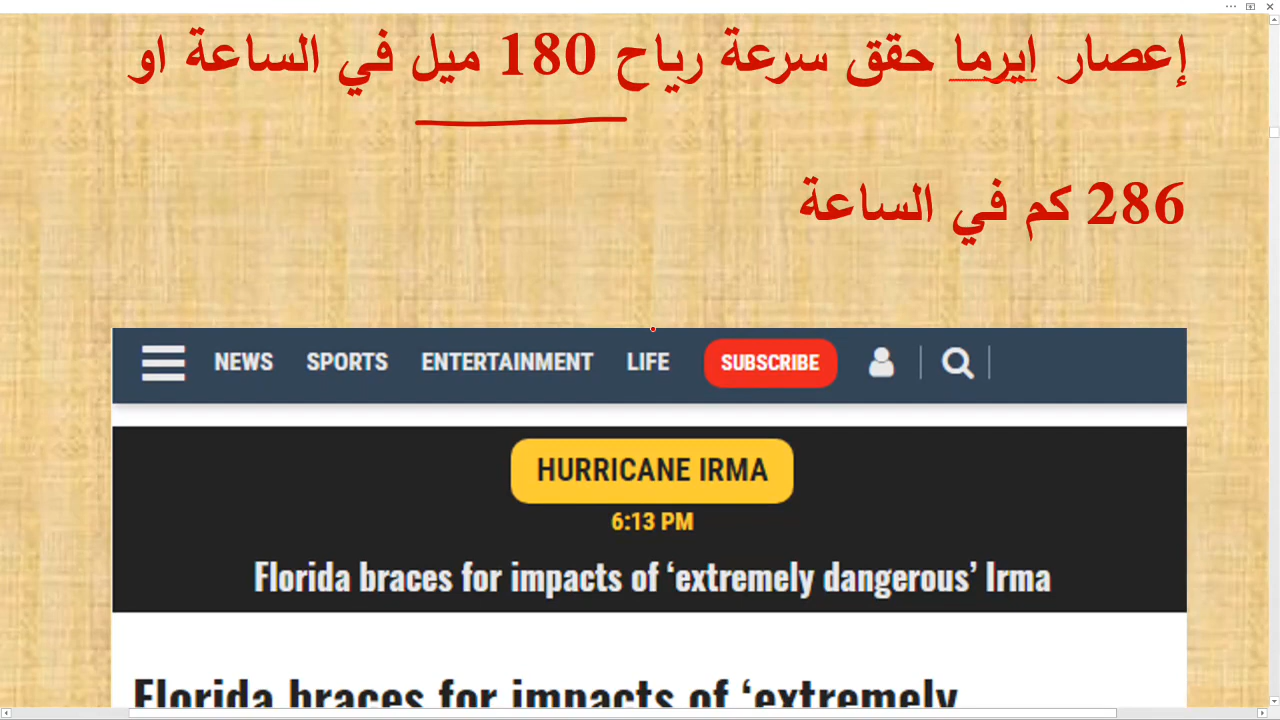 إعصار ايرما حقق سرعة رياح 180 ميل في الساعة او
286 كم في الساعة
NEWS SPORTS ENTERTAINMENT LIFE SUBSCRIBE
HURRICANE IRMA
6:13 PM
Florida braces for impacts of ‘extremely dangerous’ Irma
Florida braces for impacts of ‘extremely